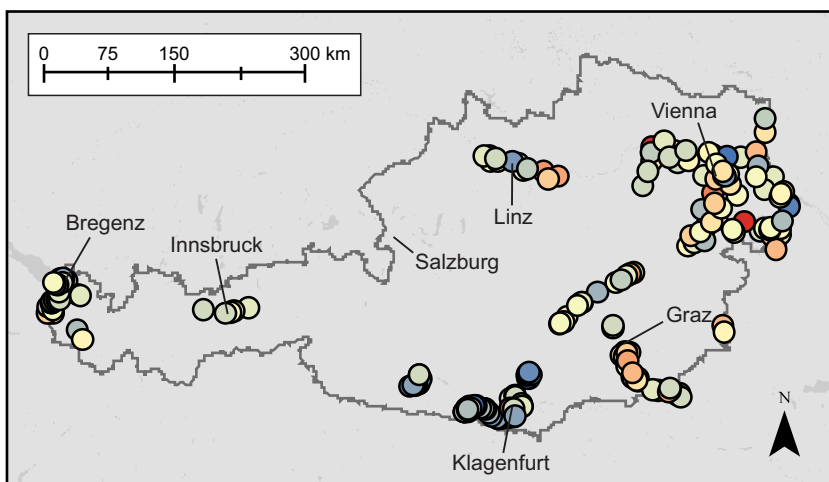 0 75 150 300 km
Vienna
Linz
Bregenz
Innsbruck
Salzburg
Graz
N
Klagenfurt